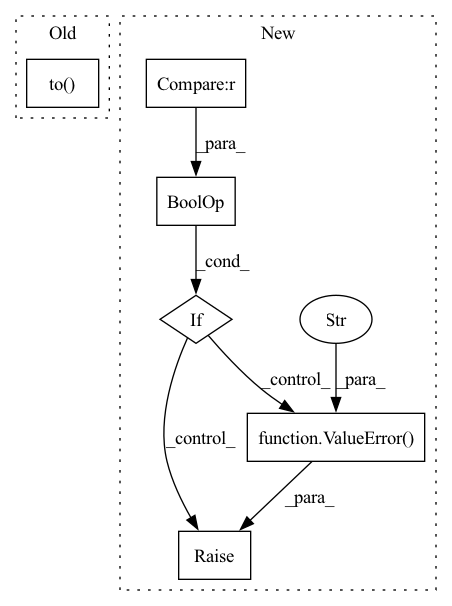 Old
New
to()
Compare:r
_para_
BoolOp
_cond_
If
Str
_control_
_para_
_control_
function.ValueError()
_para_
Raise